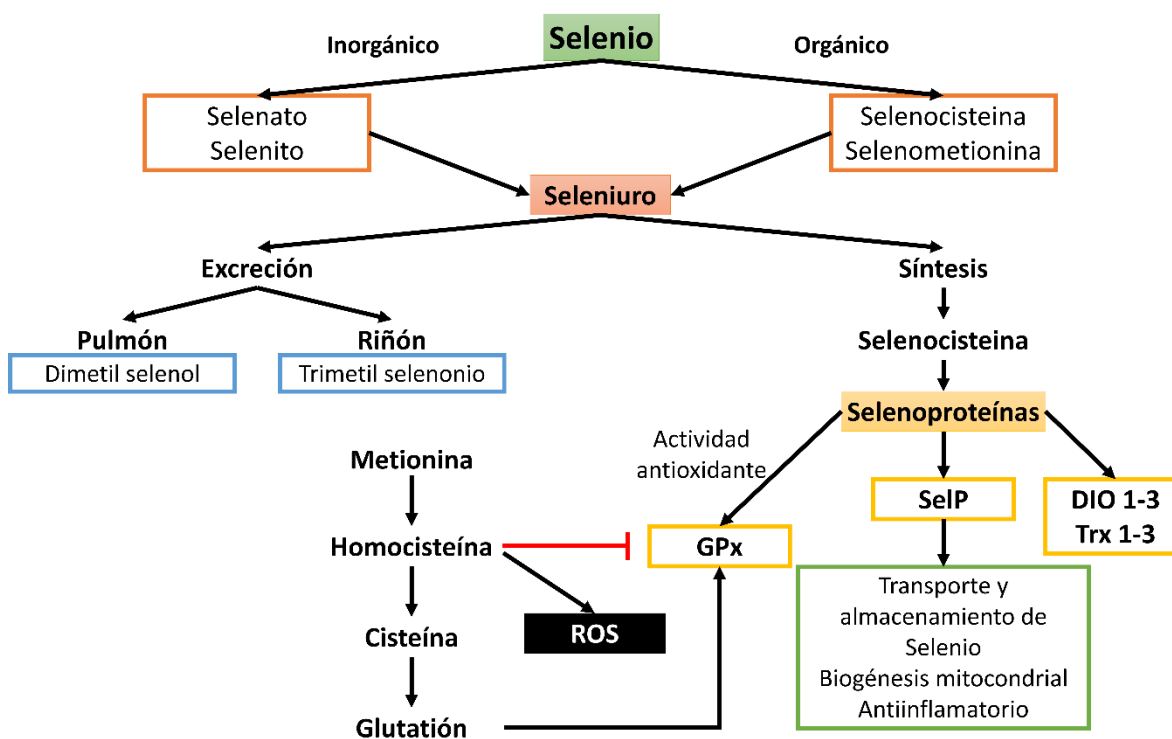 Selenio
Inorgánico
Orgánico
Selenato
Selenito
Selenocisteina
Selenometionina
Seleniuro
Excreción
Síntesis
Pulmón
Dimetil selenol
Riñón
Trimetil selenonio
Selenocisteina
Selenoproteínas
Actividad
antioxidante
Metionina
SelP
DIO 1-3
Trx 1-3
Homocisteína
GPx
ROS
Cisteína
Glutatión
Transporte y
almacenamiento de
Selenio
Biogénesis mitocondrial
Antiinflamatorio